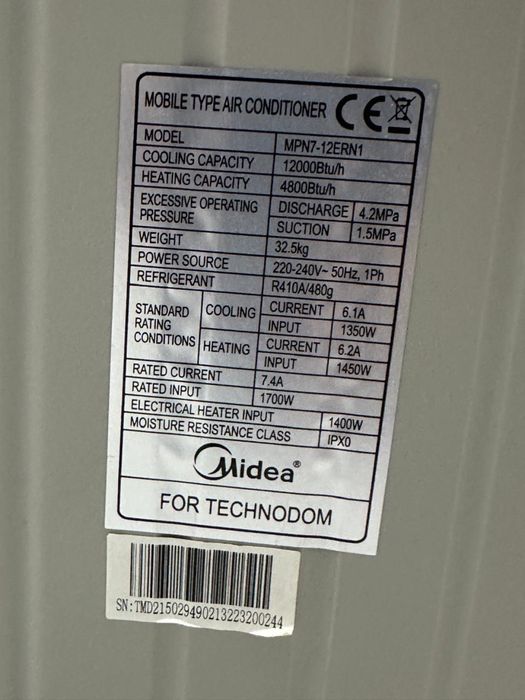 MOBILE TYPE AIR CONDITIONER CE
MODEL MPN7-12ERN1
COOLING CAPACITY 12000Btu/h
HEATING CAPACITY 4800Btu/h
EXCESSIVE OPERATING PRESSURE DISCHARGE 4.2MPa
SUCTION 1.5MPa
WEIGHT 32.5kg
POWER SOURCE 220-240V~ 50Hz, 1Ph
REFRIGERANT R410A/480g
STANDARD RATING CONDITIONS COOLING CURRENT 6.1A
INPUT 1350W
HEATING CURRENT 6.2A
INPUT 1450W
RATED CURRENT 7.4A
RATED INPUT 1700W
ELECTRICAL HEATER INPUT 1400W
MOISTURE RESISTANCE CLASS IPX0
Midea®
FOR TECHNODOM
SN:TMD215029490213223200244